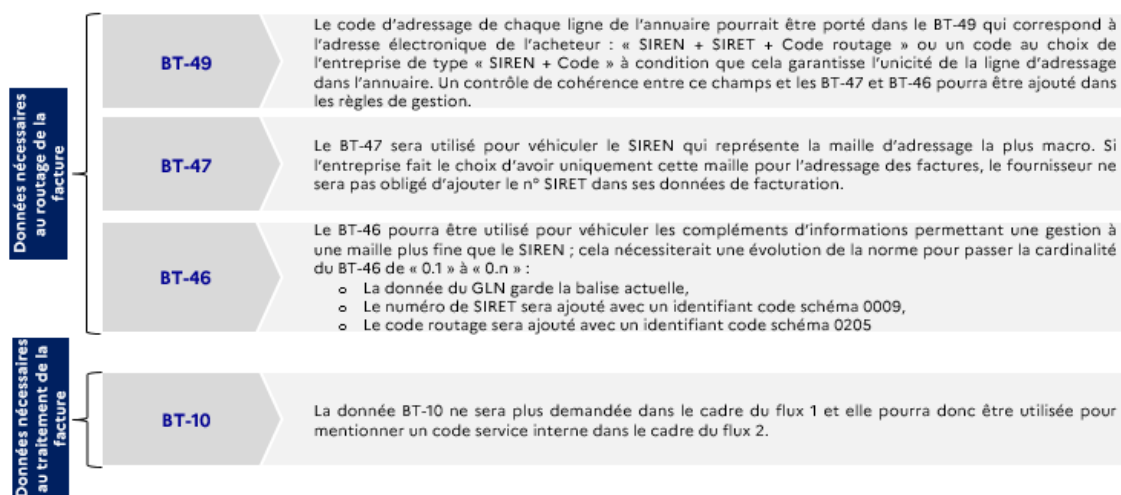 Données nécessaires
au routage de la
facture
BT-49
Le code d'adressage de chaque ligne de l'annuaire pourrait être porté dans le BT-49 qui correspond à
l'adresse électronique de l'acheteur : « SIREN + SIRET + Code routage » ou un code au choix de
l'entreprise de type « SIREN + Code » à condition que cela garantisse l'unicité de la ligne d'adressage
dans l'annuaire. Un contrôle de cohérence entre ce champs et les BT-47 et BT-46 pourra être ajouté dans
les règles de gestion.
BT-47
Le BT-47 sera utilisé pour véhiculer le SIREN qui représente la maille d'adressage la plus macro. Si
l'entreprise fait le choix d'avoir uniquement cette maille pour l'adressage des factures, le fournisseur ne
sera pas obligé d'ajouter le n° SIRET dans ses données de facturation.
BT-46
Le BT-46 pourra être utilisé pour véhiculer les compléments d'informations permettant une gestion à
une maille plus fine que le SIREN ; cela nécessiterait une évolution de la norme pour passer la cardinalité
du BT-46 de « 0.1 » à « 0.n » :
o La donnée du GLN garde la balise actuelle,
o Le numéro de SIRET sera ajouté avec un identifiant code schéma 0009,
o Le code routage sera ajouté avec un identifiant code schéma 0205
Données nécessaires
au traitement de la
facture
BT-10
La donnée BT-10 ne sera plus demandée dans le cadre du flux 1 et elle pourra donc être utilisée pour
mentionner un code service interne dans le cadre du flux 2.